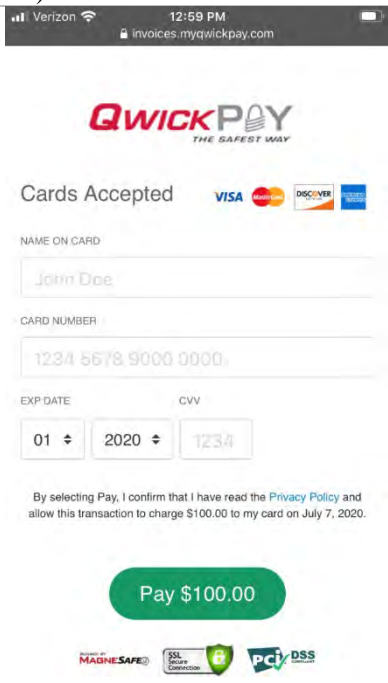 Verizon 12:59 PM
invoices.myqwickpay.com
QWICKPAY
THE SAFEST WAY
Cards Accepted VISA MasterCard DISCOVER
NAME ON CARD
John Doe
CARD NUMBER
1234 5678 9000 0000
EXP DATE CVV
01 2020 1234
By selecting Pay, I confirm that I have read the Privacy Policy and
allow this transaction to charge $100.00 to my card on July 7, 2020.
Pay $100.00
MAGNESAFE
SSL
Secure
Connection
PCI DSS
COMPLIANT